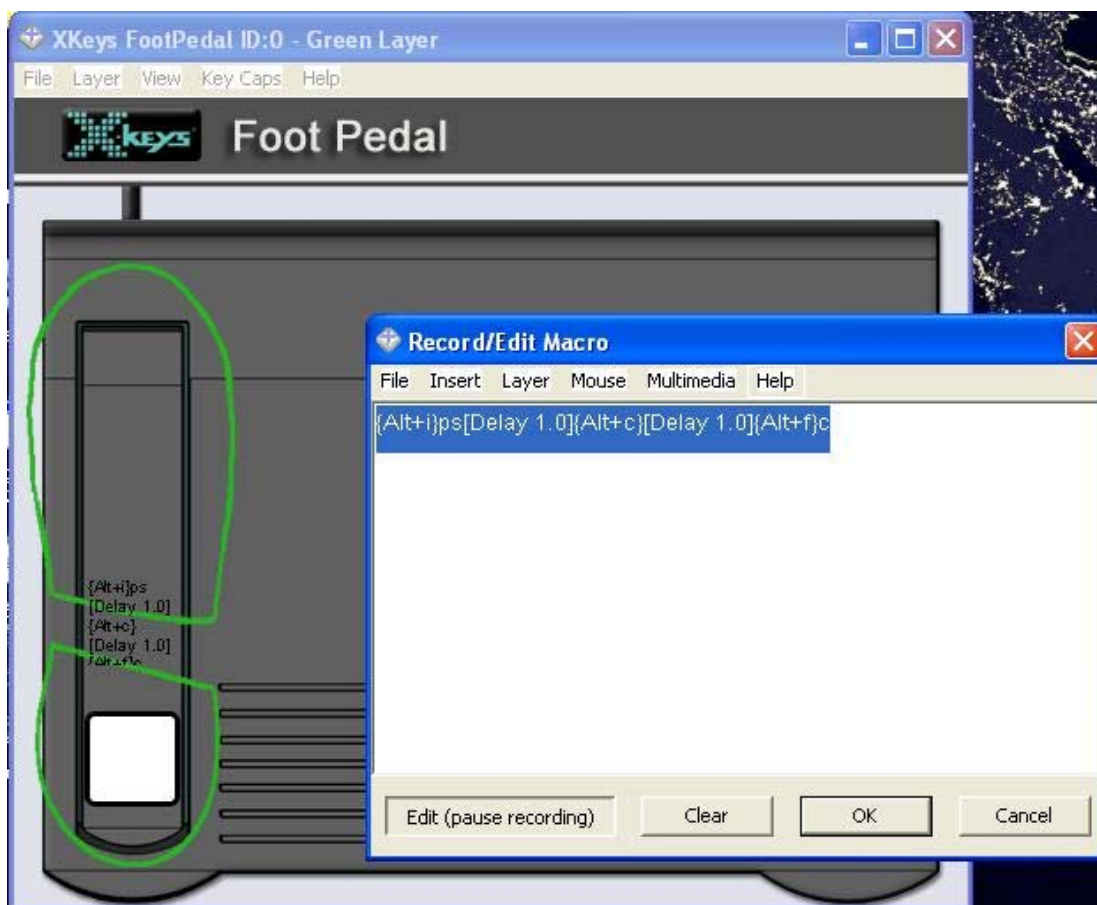 XKeys FootPedal ID:0 - Green Layer
File Layer View Key Caps Help
X-keys Foot Pedal
{Alt+i}ps
[Delay 1.0]
{Alt+c}
[Delay 1.0]
{Alt+f}c
Record/Edit Macro
File Insert Layer Mouse Multimedia Help
{Alt+i}ps[Delay 1.0]{Alt+c}[Delay 1.0]{Alt+f}c
Edit (pause recording) Clear OK Cancel